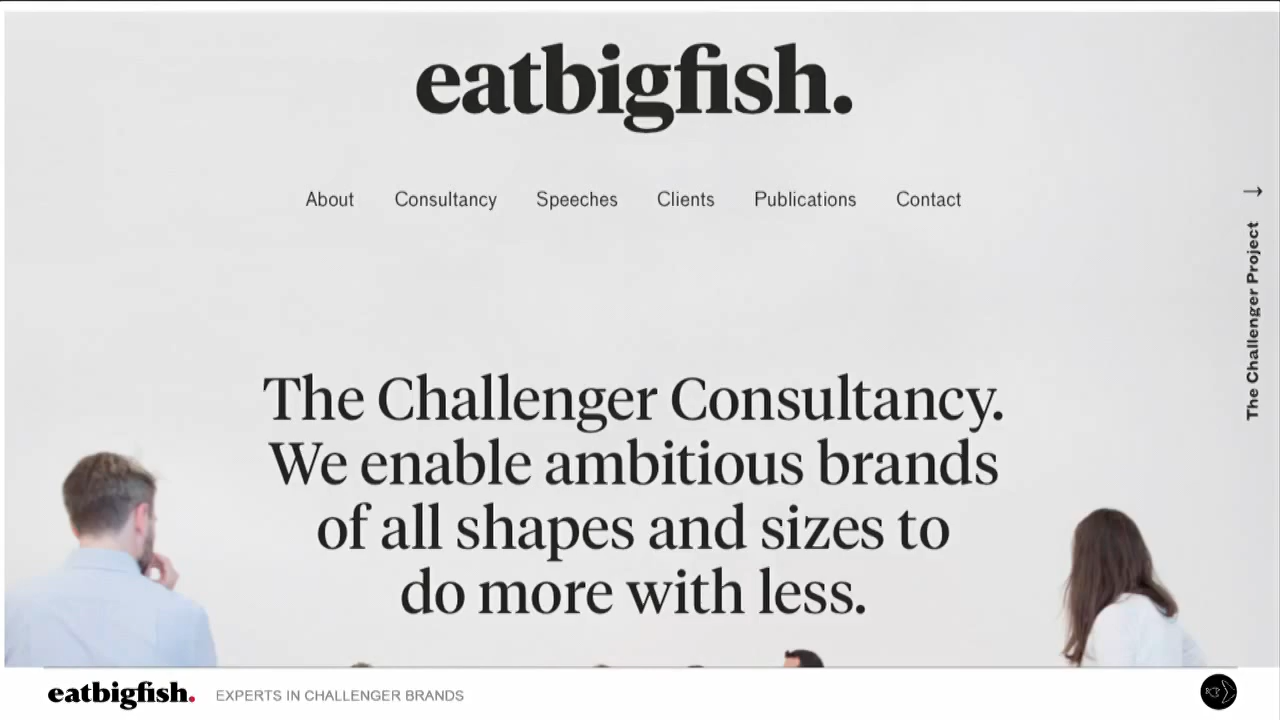 eatbigfish.
About Consultancy Speeches Clients Publications Contact
The Challenger Project
The Challenger Consultancy.
We enable ambitious brands
of all shapes and sizes to
do more with less.
eatbigfish. EXPERTS IN CHALLENGER BRANDS